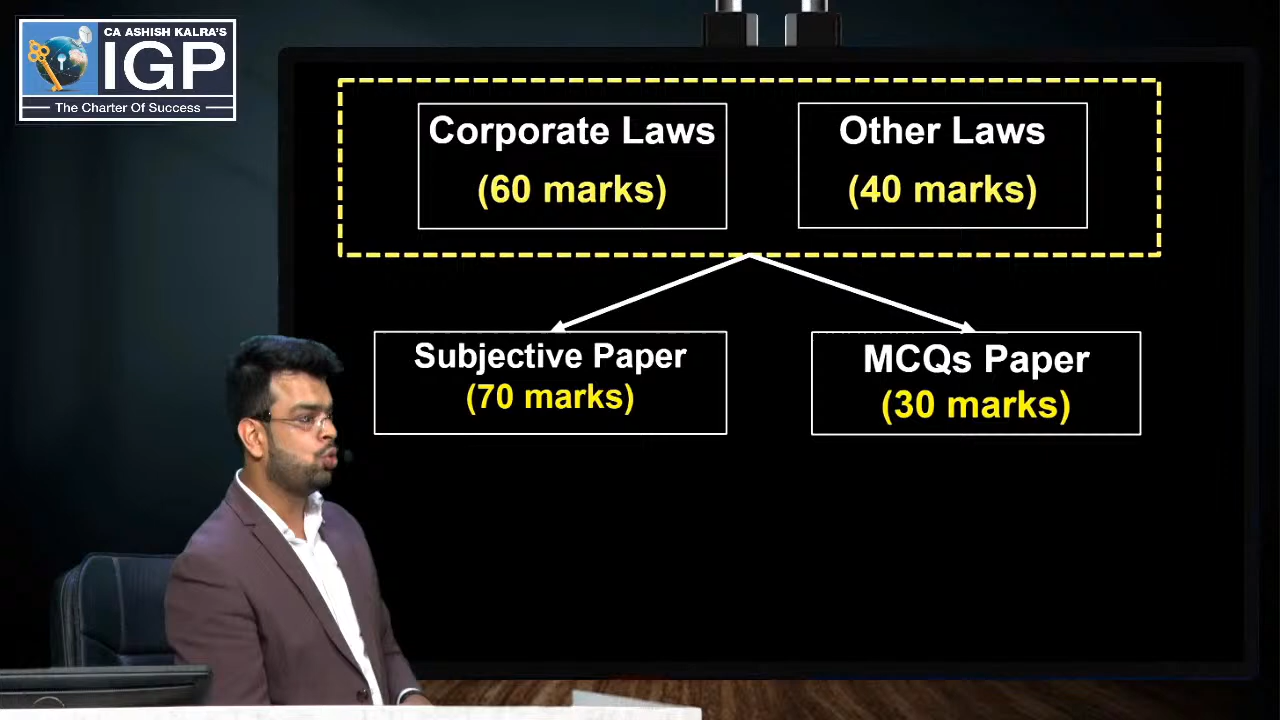 CA ASHISH KALRA'S
IGP
The Charter Of Success
Corporate Laws
(60 marks)
Other Laws
(40 marks)
Subjective Paper
(70 marks)
MCQs Paper
(30 marks)